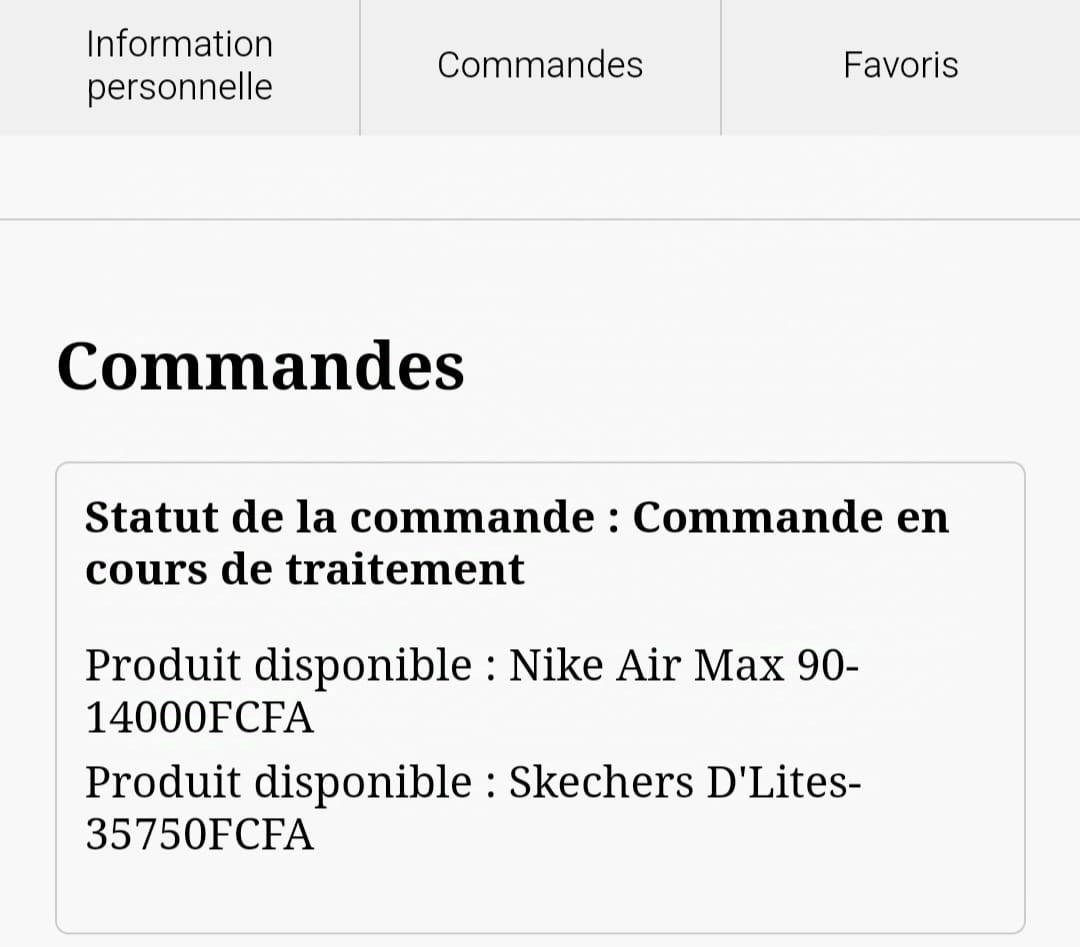 Information
personnelle
Commandes
Favoris
Commandes
Statut de la commande : Commande en
cours de traitement
Produit disponible : Nike Air Max 90-
14000FCFA
Produit disponible : Skechers D'Lites-
35750FCFA